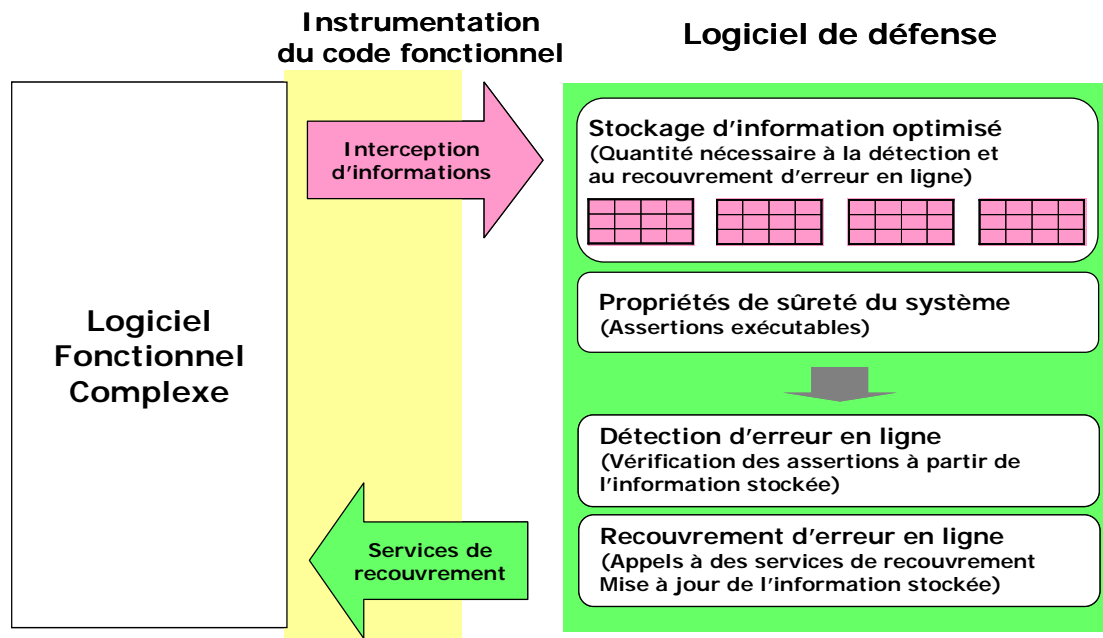 Instrumentation
du code fonctionnel
Logiciel de défense
Logiciel
Fonctionnel
Complexe
Interception
d'informations
Stockage d'information optimisé
(Quantité nécessaire à la détection et
au recouvrement d'erreur en ligne)
Propriétés de sûreté du système
(Assertions exécutables)
Détection d'erreur en ligne
(Vérification des assertions à partir de
l'information stockée)
Services de
recouvrement
Recouvrement d'erreur en ligne
(Appels à des services de recouvrement
Mise à jour de l'information stockée)